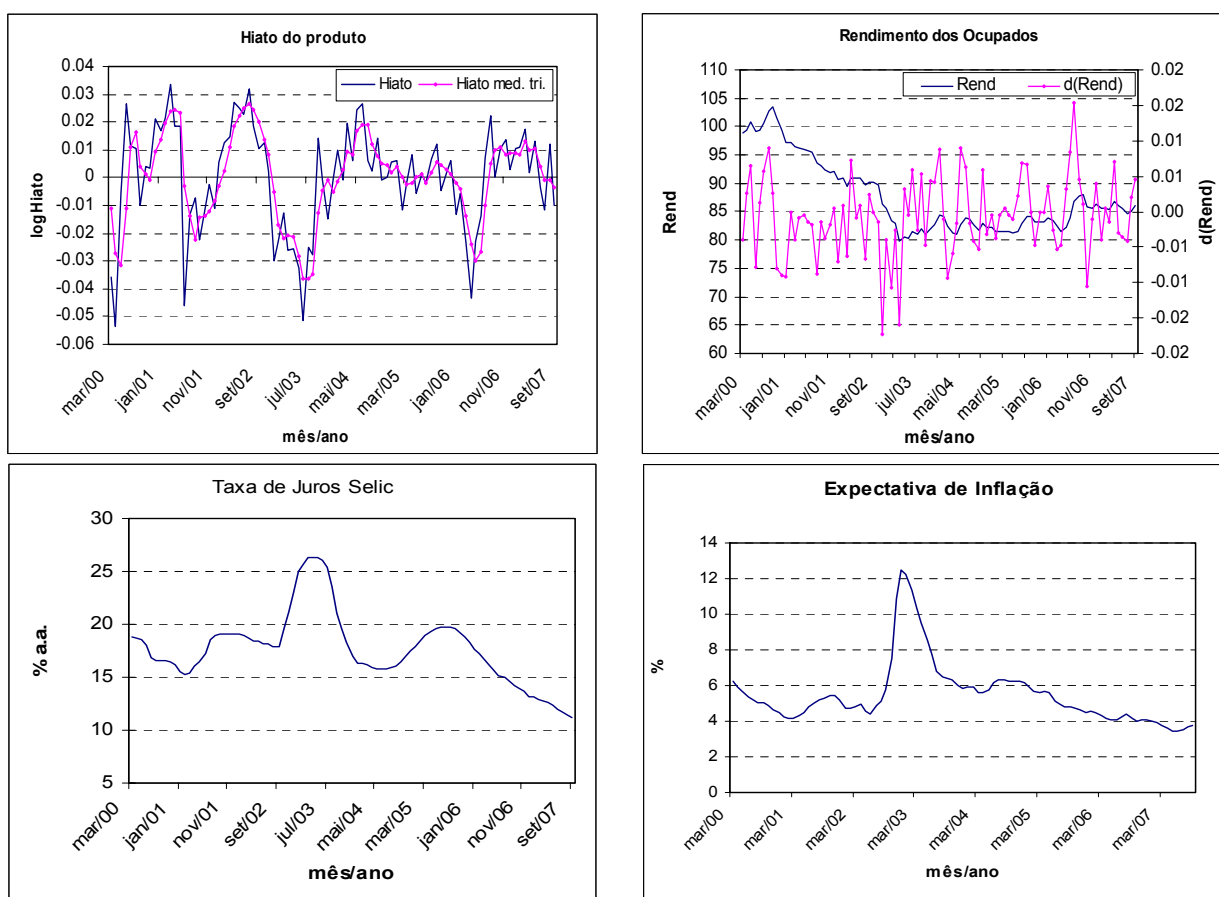 Hiato do produto
Hiato
Hiato med. tri.
0.04
0.03
0.02
0.01
0
-0.01
-0.02
-0.03
-0.04
-0.05
-0.06
logHiato
mar/00
jan/01
nov/01
set/02
jul/03
mai/04
mar/05
jan/06
nov/06
set/07
mês/ano
Rendimento dos Ocupados
Rend
d(Rend)
110
105
100
95
90
85
80
75
70
65
60
Rend
0.02
0.02
0.01
0.01
0.00
-0.01
-0.01
-0.02
-0.02
d(Rend)
mar/00
jan/01
nov/01
set/02
jul/03
mai/04
mar/05
jan/06
nov/06
set/07
mês/ano
Taxa de Juros Selic
30
25
20
15
10
5
% a.a.
mar/00
jan/01
nov/01
set/02
jul/03
mai/04
mar/05
jan/06
nov/06
set/07
mês/ano
Expectativa de Inflação
14
12
10
8
6
4
2
0
%
mar/00
mar/01
mar/02
mar/03
mar/04
mar/05
mar/06
mar/07
mês/ano